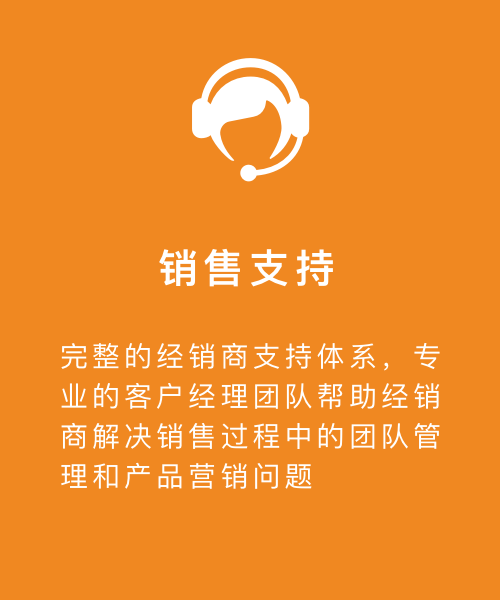 销售支持
完整的经销商支持体系，专
业的客户经理团队帮助经销
商解决销售过程中的团队管
理和产品营销问题